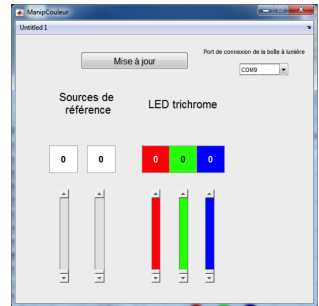 ManipCouleur
Untitled 1
Port de connexion de la boîte à lumière
Mise à jour
COM9
Sources de
référence
LED trichrome
0 0 0 0 0